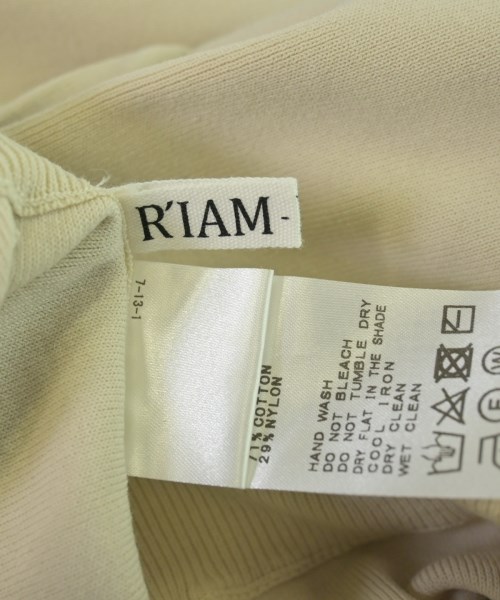 R'IAM-
7-13-1
71% COTTON
29% NYLON
HAND WASH
DO NOT BLEACH
DO NOT TUMBLE DRY
DRY FLAT IN THE SHADE
COOL IRON
DRY CLEAN
WET CLEAN
W
E